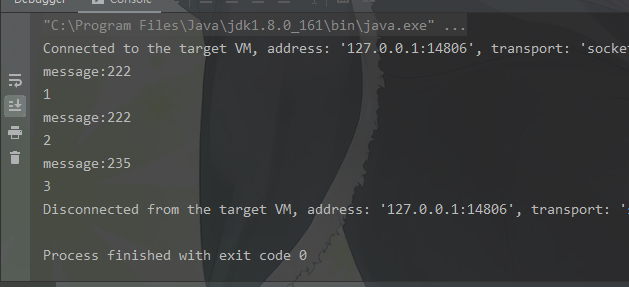 Debugger Console
"C:\Program Files\Java\jdk1.8.0_161\bin\java.exe" ...
Connected to the target VM, address: '127.0.0.1:14806', transport: 'socke
message:222
1
message:222
2
message:235
3
Disconnected from the target VM, address: '127.0.0.1:14806', transport: '
Process finished with exit code 0